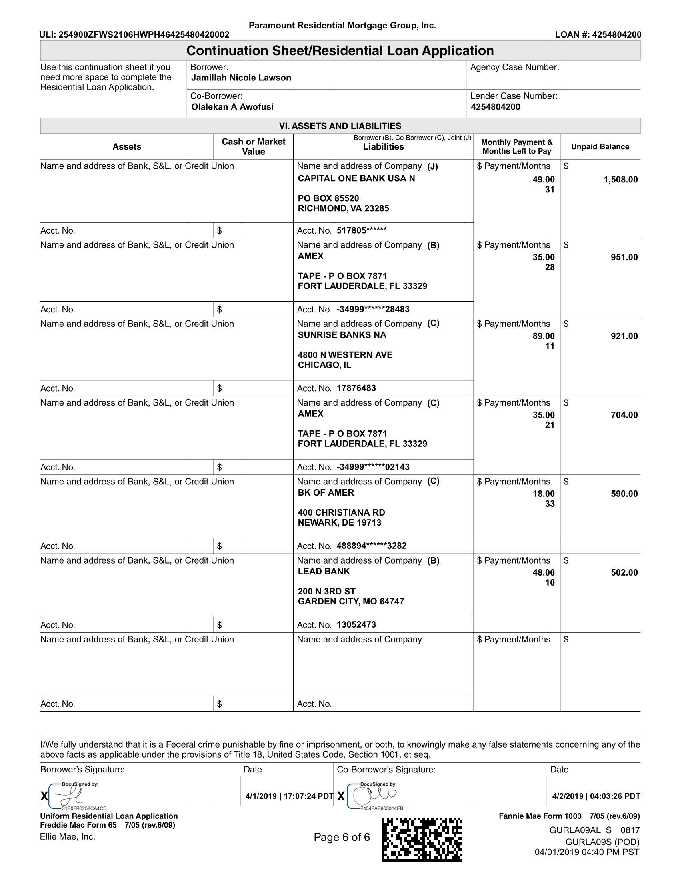 Paramount Residential Mortgage Group, Inc.
ULI: 254900ZFWS2106HWPH46425480420002
LOAN #: 4254804200
Continuation Sheet/Residential Loan Application
Use this continuation sheet if you need more space to complete the Residential Loan Application.
Borrower:
Jamillah Nicole Lawson
Agency Case Number:
Co-Borrower:
Olalekan A Awofusi
Lender Case Number:
4254804200
VI. ASSETS AND LIABILITIES
Assets
Cash or Market Value
Borrower (B), Co-Borrower (C), Joint (J)
Liabilities
Monthly Payment & Months Left to Pay
Unpaid Balance
Name and address of Bank, S&L, or Credit Union
Name and address of Company (J)
$ Payment/Months
$
CAPITAL ONE BANK USA N
49.00
1,508.00
31
PO BOX 85520
RICHMOND, VA 23285
Acct. No.
$
Acct. No. 517805******
Name and address of Bank, S&L, or Credit Union
Name and address of Company (B)
$ Payment/Months
$
AMEX
35.00
951.00
28
TAPE - P O BOX 7871
FORT LAUDERDALE, FL 33329
Acct. No.
$
Acct. No. -34999******28483
Name and address of Bank, S&L, or Credit Union
Name and address of Company (C)
$ Payment/Months
$
SUNRISE BANKS NA
89.00
921.00
11
4800 N WESTERN AVE
CHICAGO, IL
Acct. No.
$
Acct. No. 17876483
Name and address of Bank, S&L, or Credit Union
Name and address of Company (C)
$ Payment/Months
$
AMEX
35.00
704.00
21
TAPE - P O BOX 7871
FORT LAUDERDALE, FL 33329
Acct. No.
$
Acct. No. -34999******02143
Name and address of Bank, S&L, or Credit Union
Name and address of Company (C)
$ Payment/Months
$
BK OF AMER
18.00
590.00
33
400 CHRISTIANA RD
NEWARK, DE 19713
Acct. No.
$
Acct. No. 488894******3282
Name and address of Bank, S&L, or Credit Union
Name and address of Company (B)
$ Payment/Months
$
LEAD BANK
48.00
502.00
10
200 N 3RD ST
GARDEN CITY, MO 64747
Acct. No.
$
Acct. No. 13052473
Name and address of Bank, S&L, or Credit Union
Name and address of Company
$ Payment/Months
$
Acct. No.
$
Acct. No.
I/We fully understand that it is a Federal crime punishable by fine or imprisonment, or both, to knowingly make any false statements concerning any of the
above facts as applicable under the provisions of Title 18, United States Code, Section 1001, et seq.
Borrower's Signature:
Date
Co-Borrower's Signature:
Date
DocuSigned by:
DocuSigned by:
X
4/1/2019 | 17:07:24 PDT
X
4/2/2019 | 04:03:26 PDT
Uniform Residential Loan Application
Freddie Mac Form 65 7/05 (rev.6/09)
Fannie Mae Form 1003 7/05 (rev.6/09)
Ellie Mae, Inc.
Page 6 of 6
GURLA09AL S 0817
GURLA09S (POD)
04/01/2019 04:40 PM PST